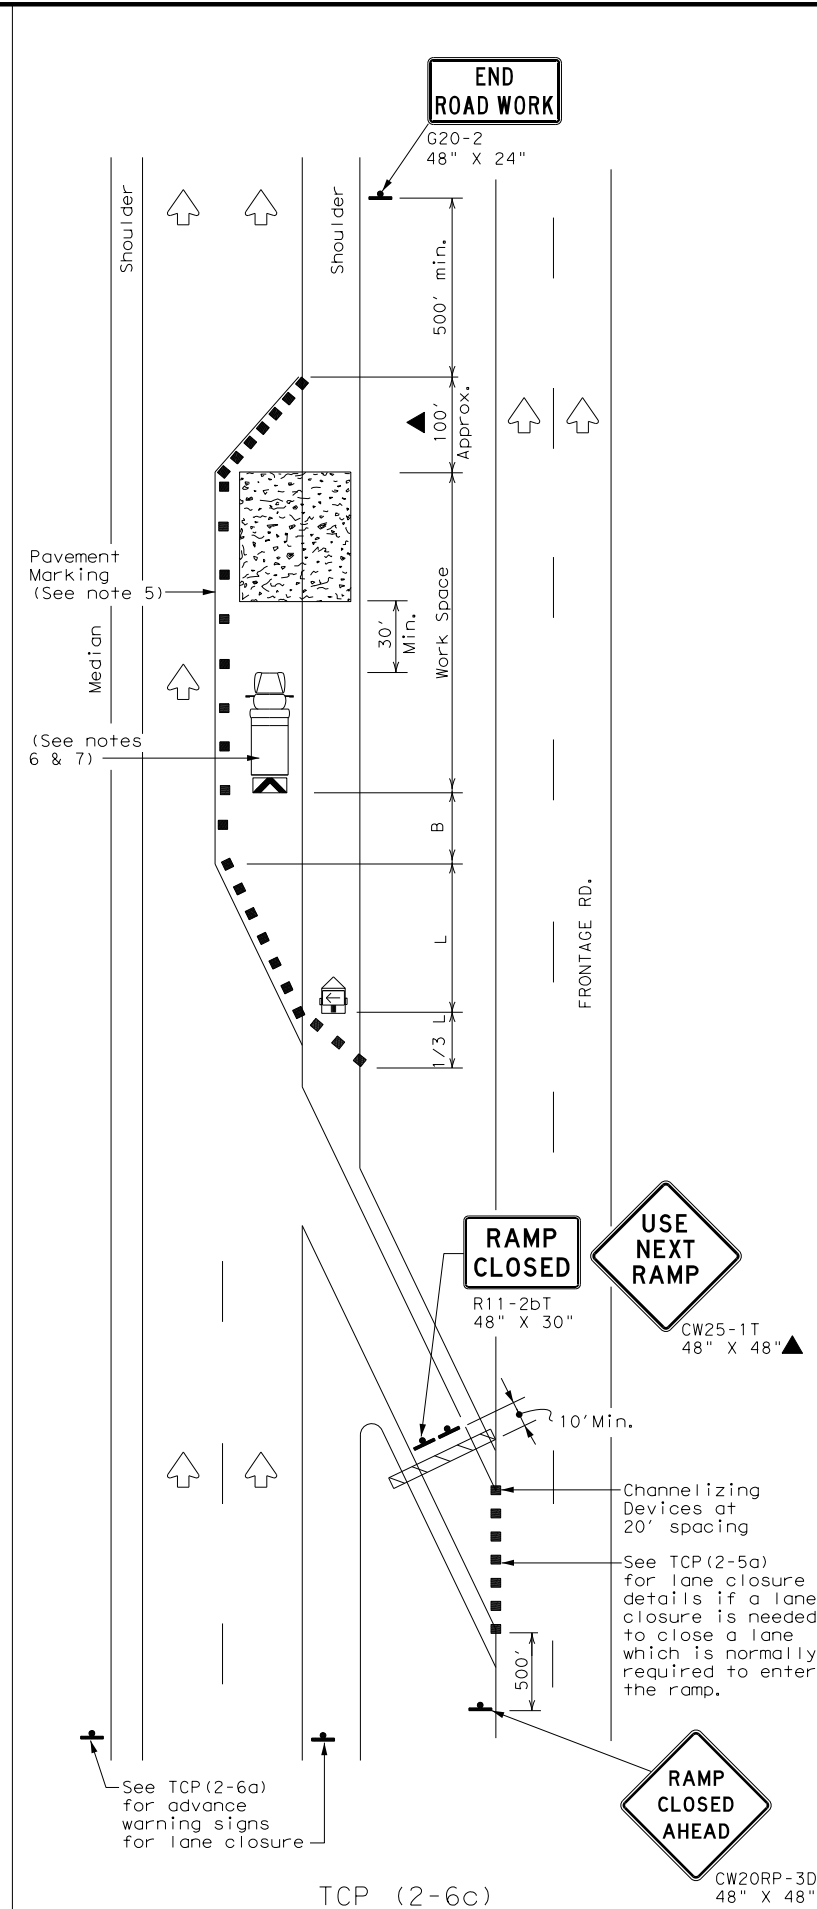 END
ROAD WORK
G20-2
48" X 24"
Shoulder
Shoulder
500' min.
100'
Approx.
Pavement
Marking
(See note 5)
30'
Min.
Work Space
Median
(See notes
6 & 7)
B
L
FRONTAGE RD.
1/3 L
RAMP
CLOSED
R11-2bT
48" X 30"
USE
NEXT
RAMP
CW25-1T
48" X 48"
10'Min.
Channelizing
Devices at
20' spacing
See TCP(2-5a)
for lane closure
details if a lane
closure is needed
to close a lane
which is normally
required to enter
the ramp.
500'
See TCP(2-6a)
for advance
warning signs
for lane closure
RAMP
CLOSED
AHEAD
CW20RP-3D
48" X 48"
TCP (2-6c)